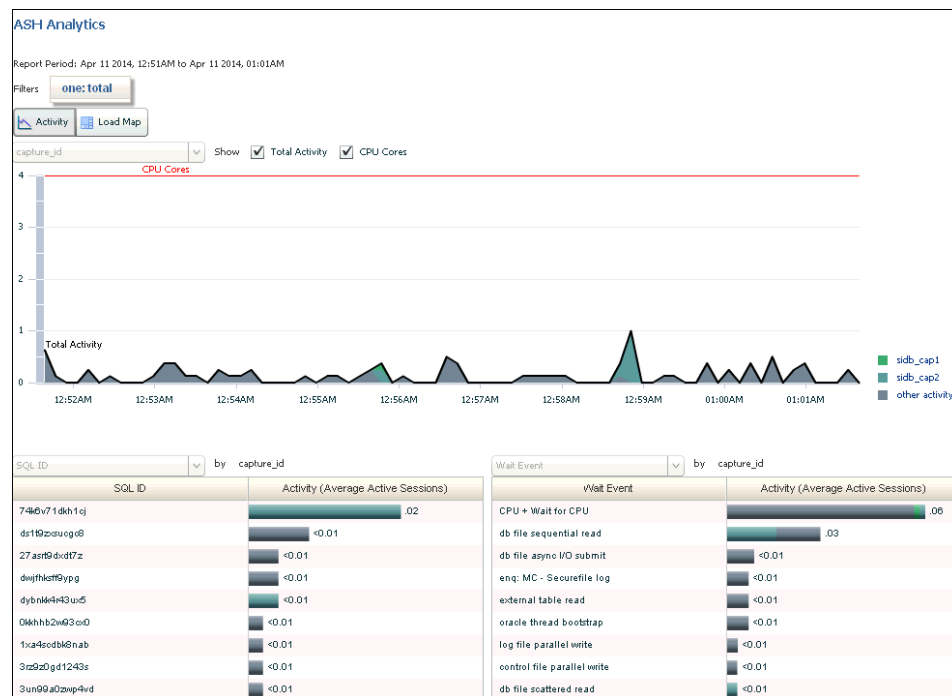 ASH Analytics
Report Period: Apr 11 2014, 12:51AM to Apr 11 2014, 01:01AM
Filters one: total
Activity Load Map
capture_id Show Total Activity CPU Cores
CPU Cores
4
3
2
1
Total Activity
0
12:52AM 12:53AM 12:54AM 12:55AM 12:56AM 12:57AM 12:58AM 12:59AM 01:00AM 01:01AM
sidb_cap1
sidb_cap2
other activity
SQL ID by capture_id
SQL ID Activity (Average Active Sessions)
74k6v71dkh1cj .02
ds1t9zxsucgc8 <0.01
27asrt9dxdt7z <0.01
dwjfhksff9ypg <0.01
dybnkk4r43ux5 <0.01
0kkhhb2w93cx0 <0.01
1xa4scdbk8nab <0.01
3rz9z0gd1243s <0.01
3un99a0zwp4vd <0.01
Wait Event by capture_id
Wait Event Activity (Average Active Sessions)
CPU + Wait for CPU .06
db file sequential read .03
db file async I/O submit <0.01
enq: MC - Securefile log <0.01
external table read <0.01
oracle thread bootstrap <0.01
log file parallel write <0.01
control file parallel write <0.01
db file scattered read <0.01